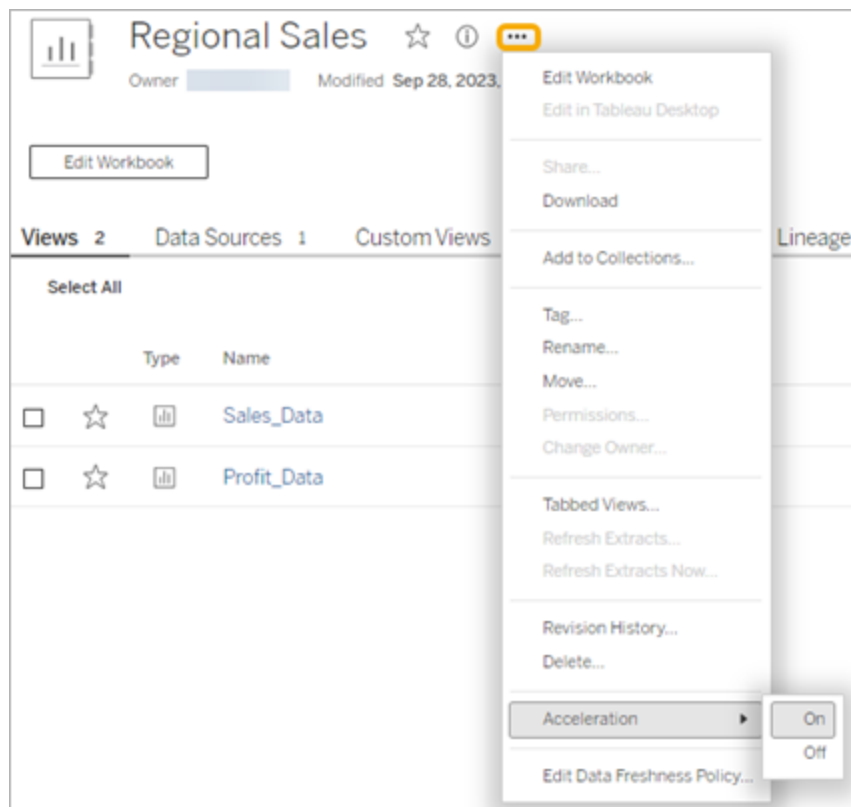 Regional Sales
Owner Modified Sep 28, 2023,
Edit Workbook
Views 2 Data Sources 1 Custom Views Lineage
Select All
Type Name
Sales_Data
Profit_Data
Edit Workbook
Edit in Tableau Desktop
Share...
Download
Add to Collections...
Tag...
Rename...
Move...
Permissions...
Change Owner...
Tabbed Views...
Refresh Extracts...
Refresh Extracts Now...
Revision History...
Delete...
Acceleration
On
Off
Edit Data Freshness Policy...